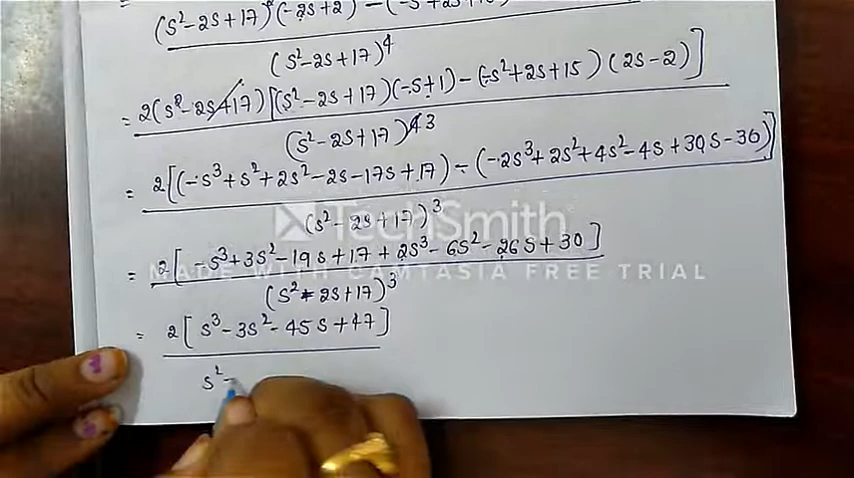 (s²-2s+17)²(-2s+2) - (-s²+2s+15)
(s²-2s+17)⁴
= 2(s²-2s+17)[(s²-2s+17)(-s+1) - (-s²+2s+15)(2s-2)]
(s²-2s+17)⁴ ³
= 2[(-s³+s²+2s²-2s-17s+17) - (-2s³+2s²+4s²-4s+30s-30)]
(s²-2s+17)³
TechSmith
= 2[-s³+3s²-19s+17+2s³-6s²-26s+30]
MADE WITH CAMTASIA FREE TRIAL
(s²-2s+17)³
= 2[s³-3s²-45s+47]
s²-